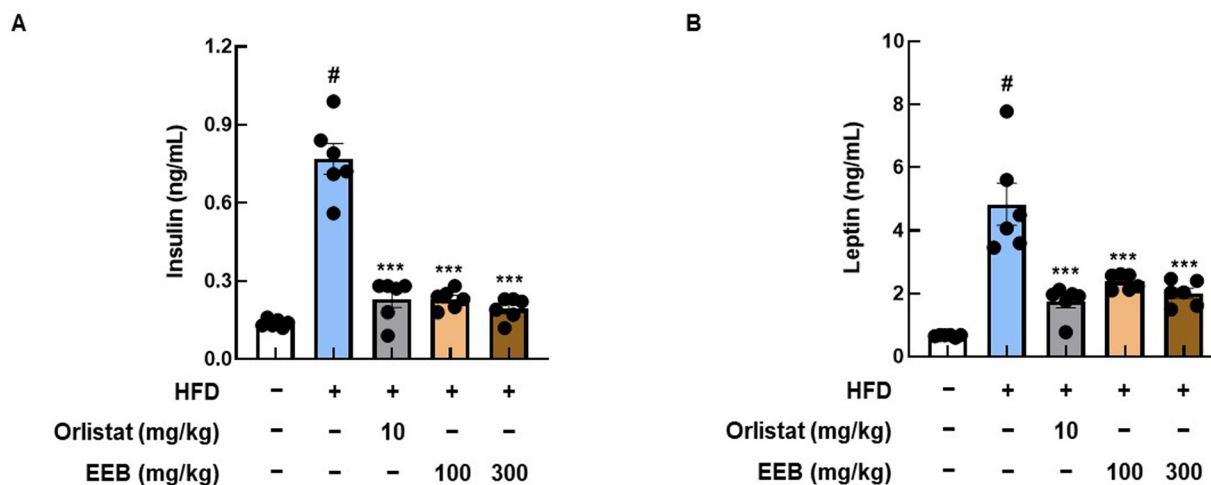 A
Insulin (ng/mL)
1.2
0.9
0.6
0.3
0.0
#
***
***
***
HFD – + + + +
Orlistat (mg/kg) – – 10 – –
EEB (mg/kg) – – – 100 300
B
Leptin (ng/mL)
10
8
6
4
2
0
#
***
***
***
HFD – + + + +
Orlistat (mg/kg) – – 10 – –
EEB (mg/kg) – – – 100 300